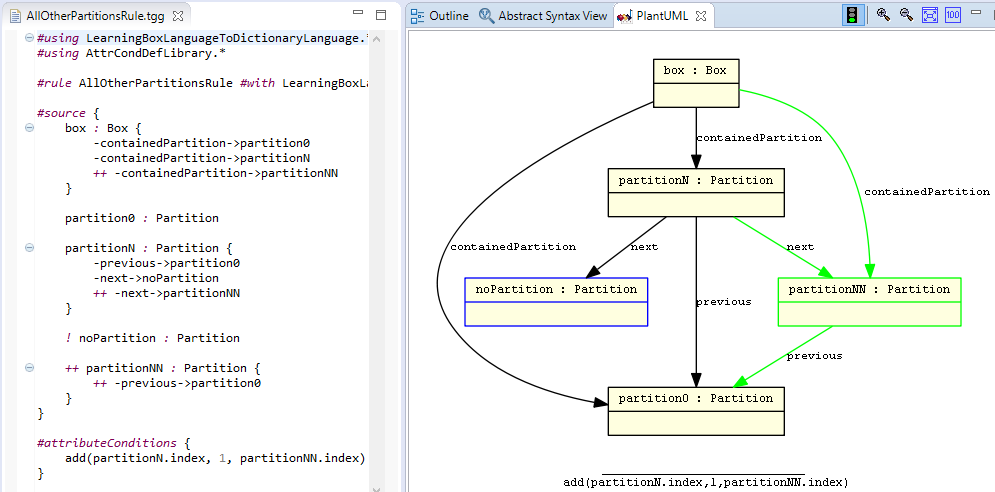 AllOtherPartitionsRule.tgg
#using LearningBoxLanguageToDictionaryLanguage.*
#using AttrCondDefLibrary.*
#rule AllOtherPartitionsRule #with LearningBoxLa
#source {
box : Box {
-containedPartition->partition0
-containedPartition->partitionN
++ -containedPartition->partitionNN
}
partition0 : Partition
partitionN : Partition {
-previous->partition0
-next->noPartition
++ -next->partitionNN
}
! noPartition : Partition
++ partitionNN : Partition {
++ -previous->partition0
}
}
#attributeConditions {
add(partitionN.index, 1, partitionNN.index)
}
Outline
Abstract Syntax View
PlantUML
100
box : Box
containedPartition
partitionN : Partition
containedPartition
containedPartition
next
next
noPartition : Partition
partitionNN : Partition
previous
previous
partition0 : Partition
add(partitionN.index,1,partitionNN.index)